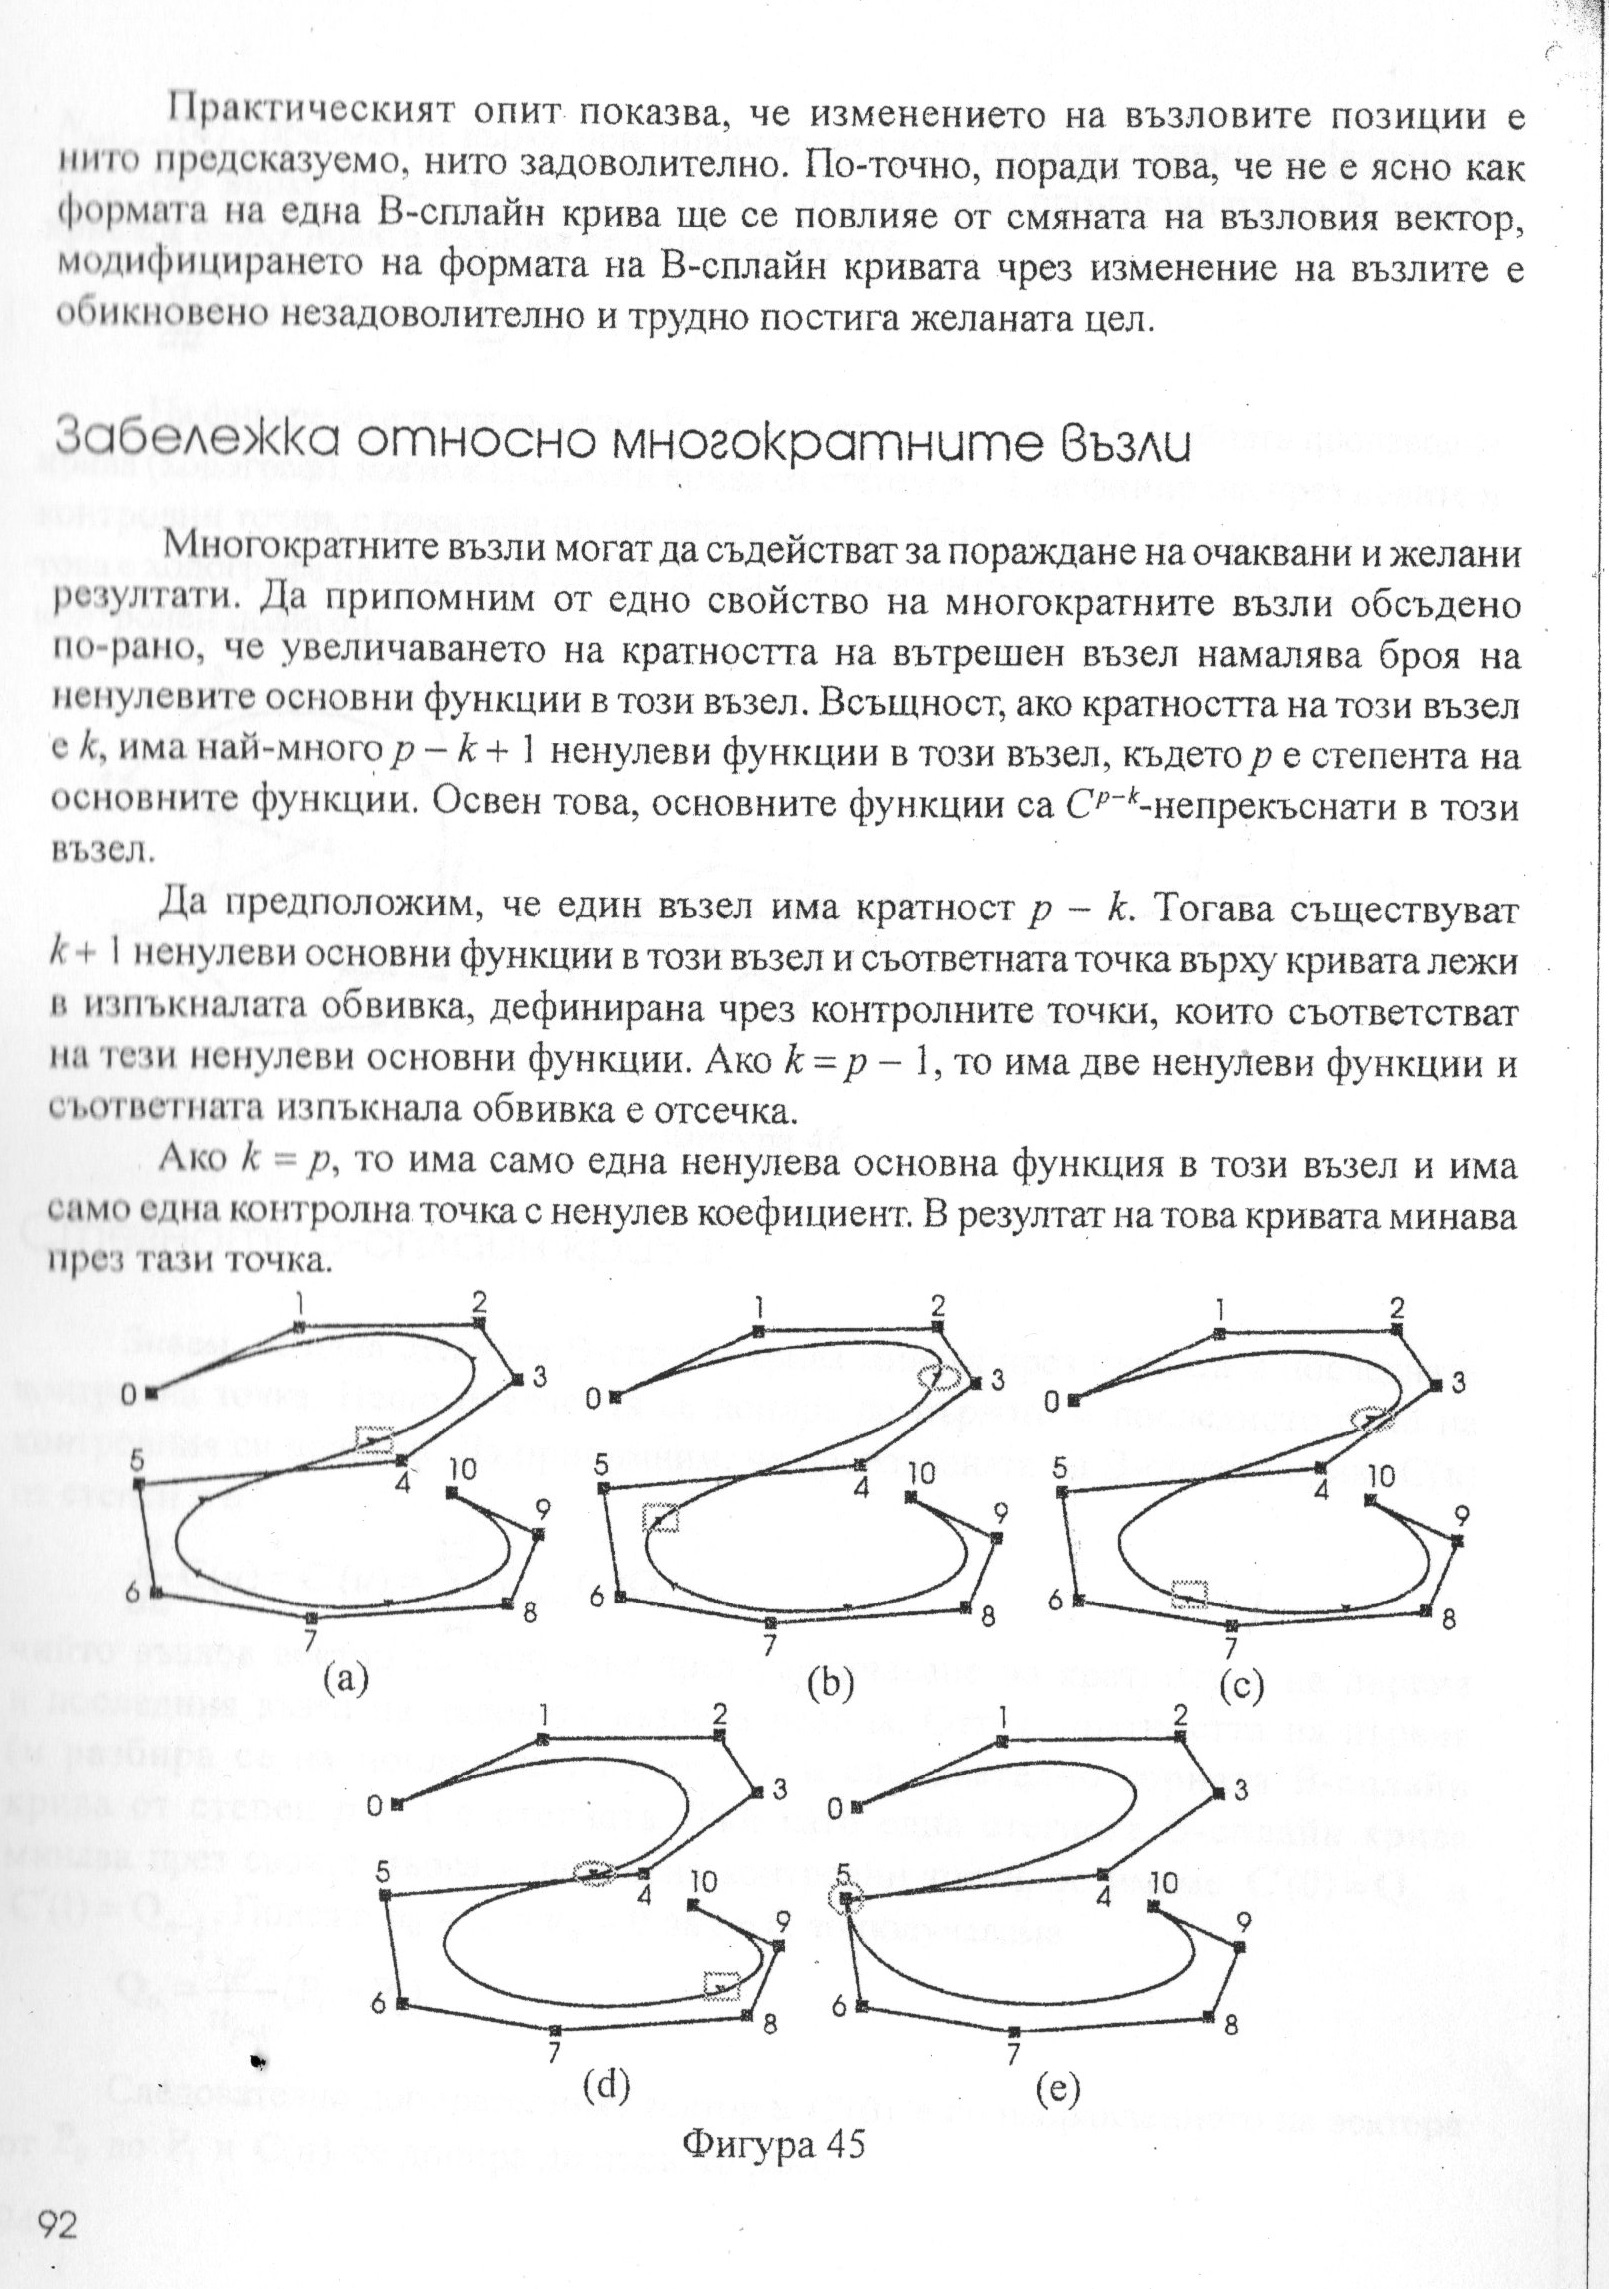 Практическият опит показва, че изменението на възловите позиции е
нито предсказуемо, нито задоволително. По-точно, поради това, че не е ясно как
формата на една В-сплайн крива ще се повлияе от смяната на възловия вектор,
модифицирането на формата на В-сплайн кривата чрез изменение на възлите е
обикновено незадоволително и трудно постига желаната цел.
Забележка относно многократните възли
Многократните възли могат да съдействат за пораждане на очаквани и желани
резултати. Да припомним от едно свойство на многократните възли обсъдено
по-рано, че увеличаването на кратността на вътрешен възел намалява броя на
ненулевите основни функции в този възел. Всъщност, ако кратността на този възел
е k, има най-много p – k + 1 ненулеви функции в този възел, където p е степента на
основните функции. Освен това, основните функции са C^{p–k}-непрекъснати в този
възел.
Да предположим, че един възел има кратност p – k. Тогава съществуват
k + 1 ненулеви основни функции в този възел и съответната точка върху кривата лежи
в изпъкналата обвивка, дефинирана чрез контролните точки, които съответстват
на тези ненулеви основни функции. Ако k = p – 1, то има две ненулеви функции и
съответната изпъкнала обвивка е отсечка.
Ако k = p, то има само една ненулева основна функция в този възел и има
само една контролна точка с ненулев коефициент. В резултат на това кривата минава
през тази точка.
0 1 2 3 4 5 6 7 8 9 10
(a)
0 1 2 3 4 5 6 7 8 9 10
(b)
0 1 2 3 4 5 6 7 8 9 10
(c)
0 1 2 3 4 5 6 7 8 9 10
(d)
0 1 2 3 4 5 6 7 8 9 10
(e)
Фигура 45
92